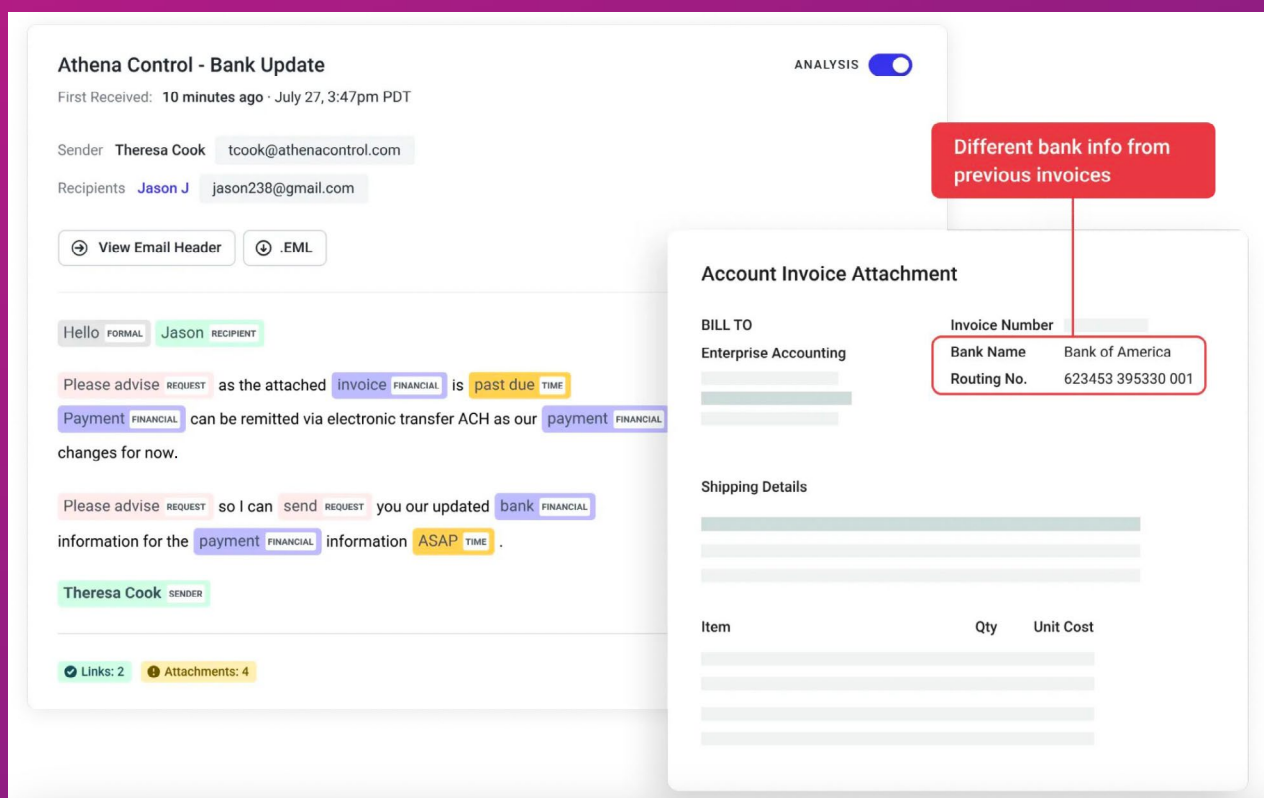 Athena Control - Bank Update
ANALYSIS
First Received: 10 minutes ago · July 27, 3:47pm PDT
Sender Theresa Cook tcook@athenacontrol.com
Recipients Jason J jason238@gmail.com
View Email Header .EML
Hello FORMAL Jason RECIPIENT
Please advise REQUEST as the attached invoice FINANCIAL is past due TIME
Payment FINANCIAL can be remitted via electronic transfer ACH as our payment FINANCIAL
changes for now.
Please advise REQUEST so I can send REQUEST you our updated bank FINANCIAL
information for the payment FINANCIAL information ASAP TIME .
Theresa Cook SENDER
Links: 2 Attachments: 4
Different bank info from
previous invoices
Account Invoice Attachment
BILL TO
Enterprise Accounting
Invoice Number
Bank Name Bank of America
Routing No. 623453 395330 001
Shipping Details
Item Qty Unit Cost